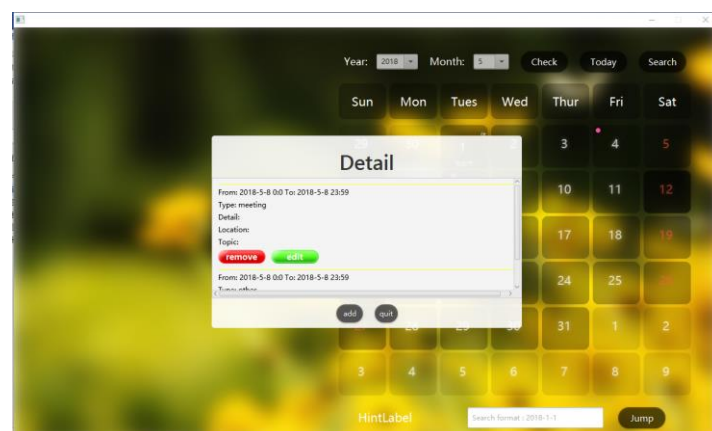 Year: 2018 Month: 5 Check Today Search
Sun Mon Tues Wed Thur Fri Sat
3 4 5
Detail
From: 2018-5-8 0:0 To: 2018-5-8 23:59
10 11 12
Type: meeting
Detail:
Location:
17 18 19
Topic:
remove edit
From: 2018-5-8 0:0 To: 2018-5-8 23:59
24 25
Type: other
add quit
31 1 2
3 4 5 6 7 8 9
HintLabel Search format : 2018-1-1 Jump